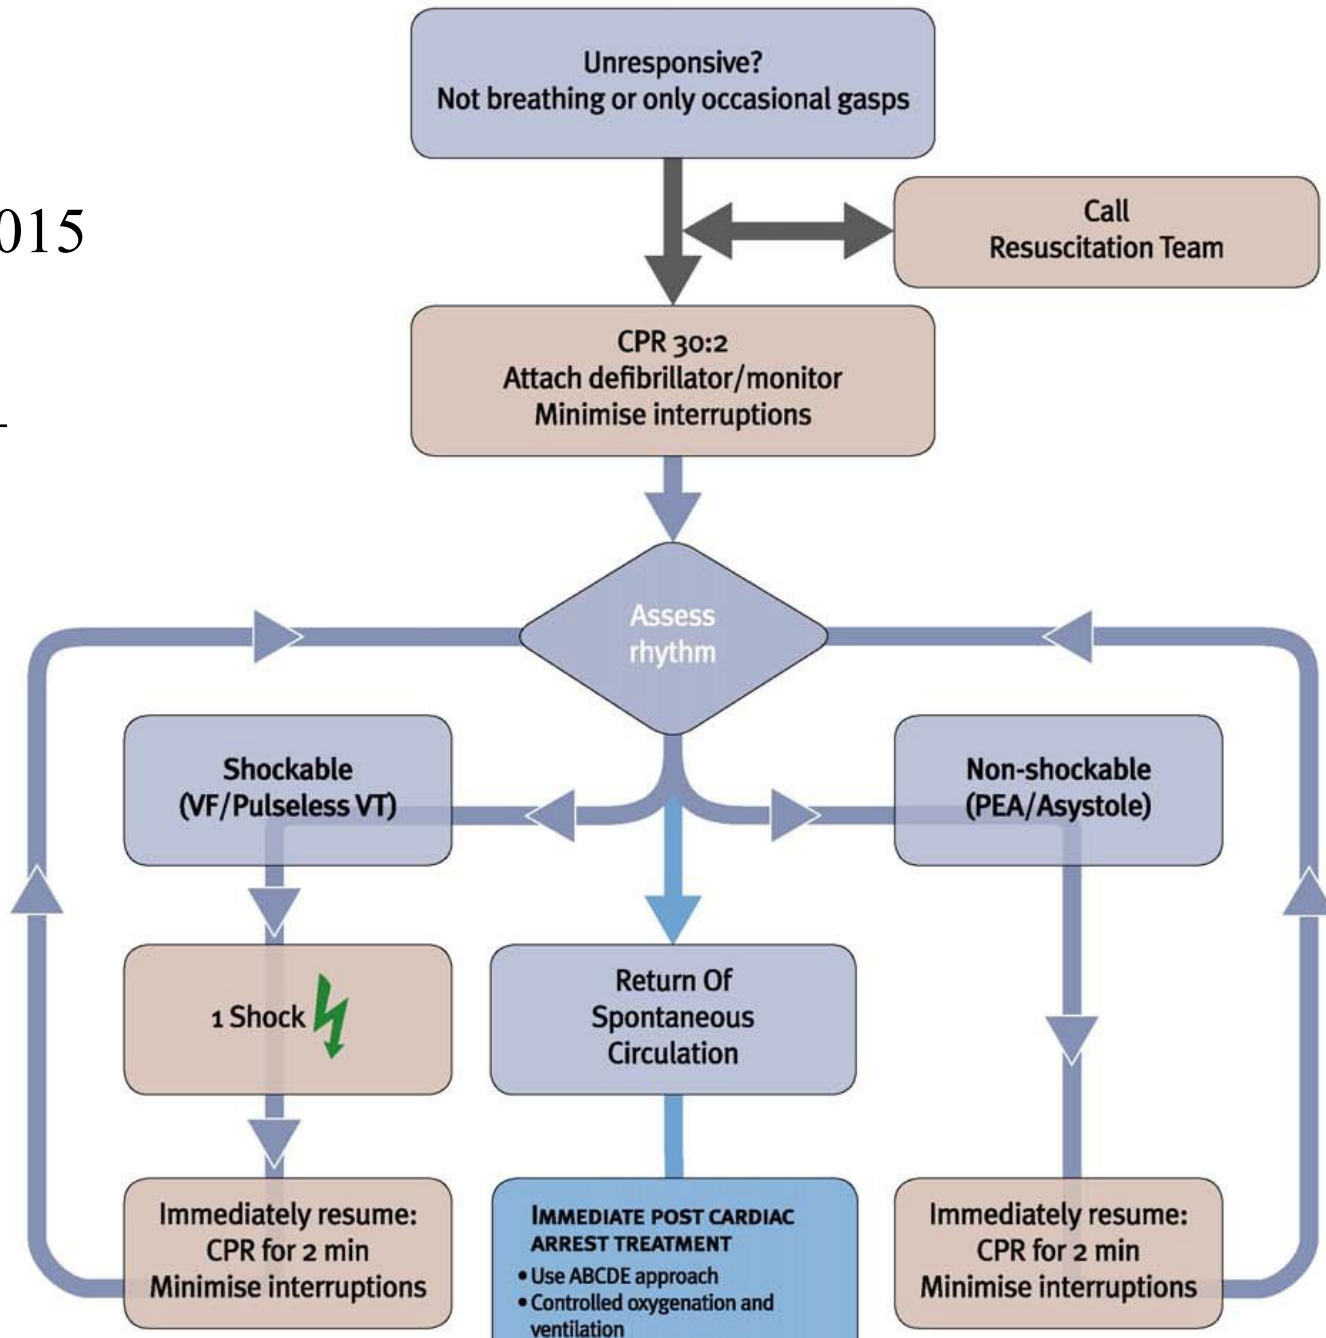 Unresponsive?
Not breathing or only occasional gasps
015
Call
Resuscitation Team
CPR 30:2
Attach defibrillator/monitor
Minimise interruptions
Assess
rhythm
Shockable
(VF/Pulseless VT)
Non-shockable
(PEA/Asystole)
1 Shock
Return Of
Spontaneous
Circulation
Immediately resume:
CPR for 2 min
Minimise interruptions
IMMEDIATE POST CARDIAC
ARREST TREATMENT
• Use ABCDE approach
• Controlled oxygenation and
ventilation
Immediately resume:
CPR for 2 min
Minimise interruptions